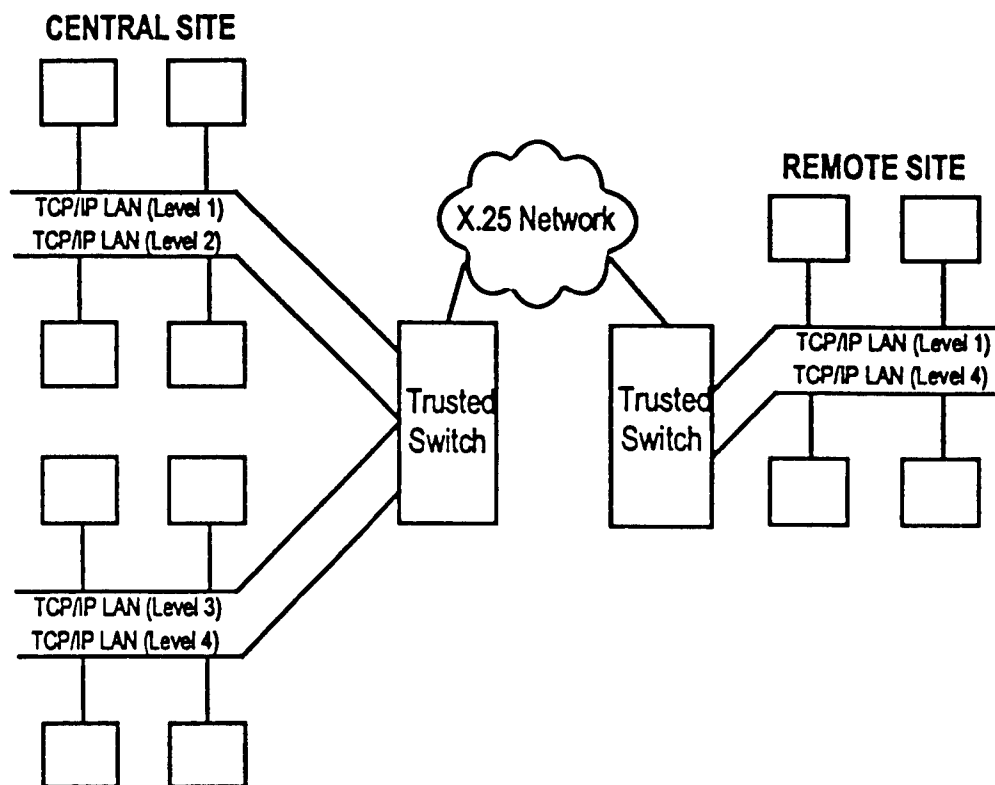 CENTRAL SITE
TCP/IP LAN (Level 1)
TCP/IP LAN (Level 2)
X.25 Network
REMOTE SITE
TCP/IP LAN (Level 1)
TCP/IP LAN (Level 4)
Trusted
Switch
Trusted
Switch
TCP/IP LAN (Level 3)
TCP/IP LAN (Level 4)